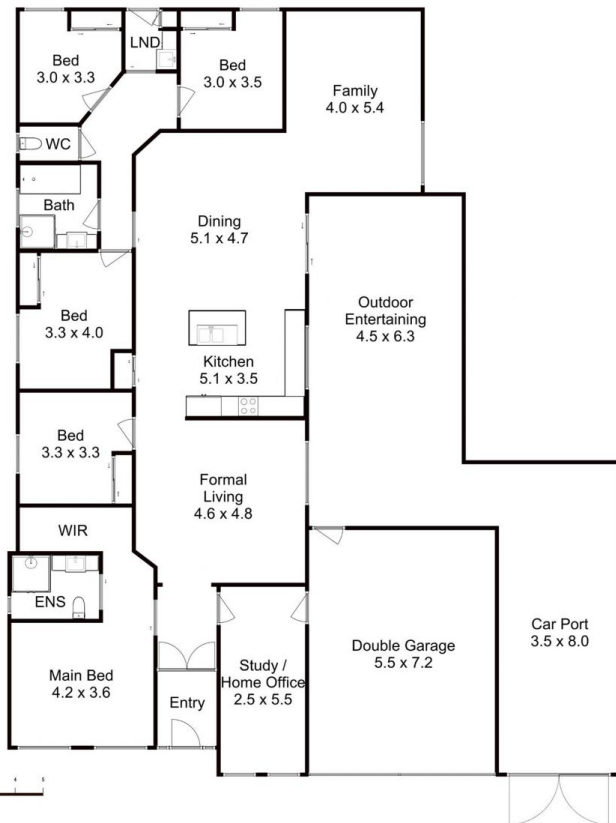 Bed
3.0 x 3.3
LND
Bed
3.0 x 3.5
Family
4.0 x 5.4
WC
Bath
Dining
5.1 x 4.7
Outdoor
Entertaining
4.5 x 6.3
Bed
3.3 x 4.0
Kitchen
5.1 x 3.5
Bed
3.3 x 3.3
Formal
Living
4.6 x 4.8
WIR
ENS
Main Bed
4.2 x 3.6
Entry
Study /
Home Office
2.5 x 5.5
Double Garage
5.5 x 7.2
Car Port
3.5 x 8.0
4 5